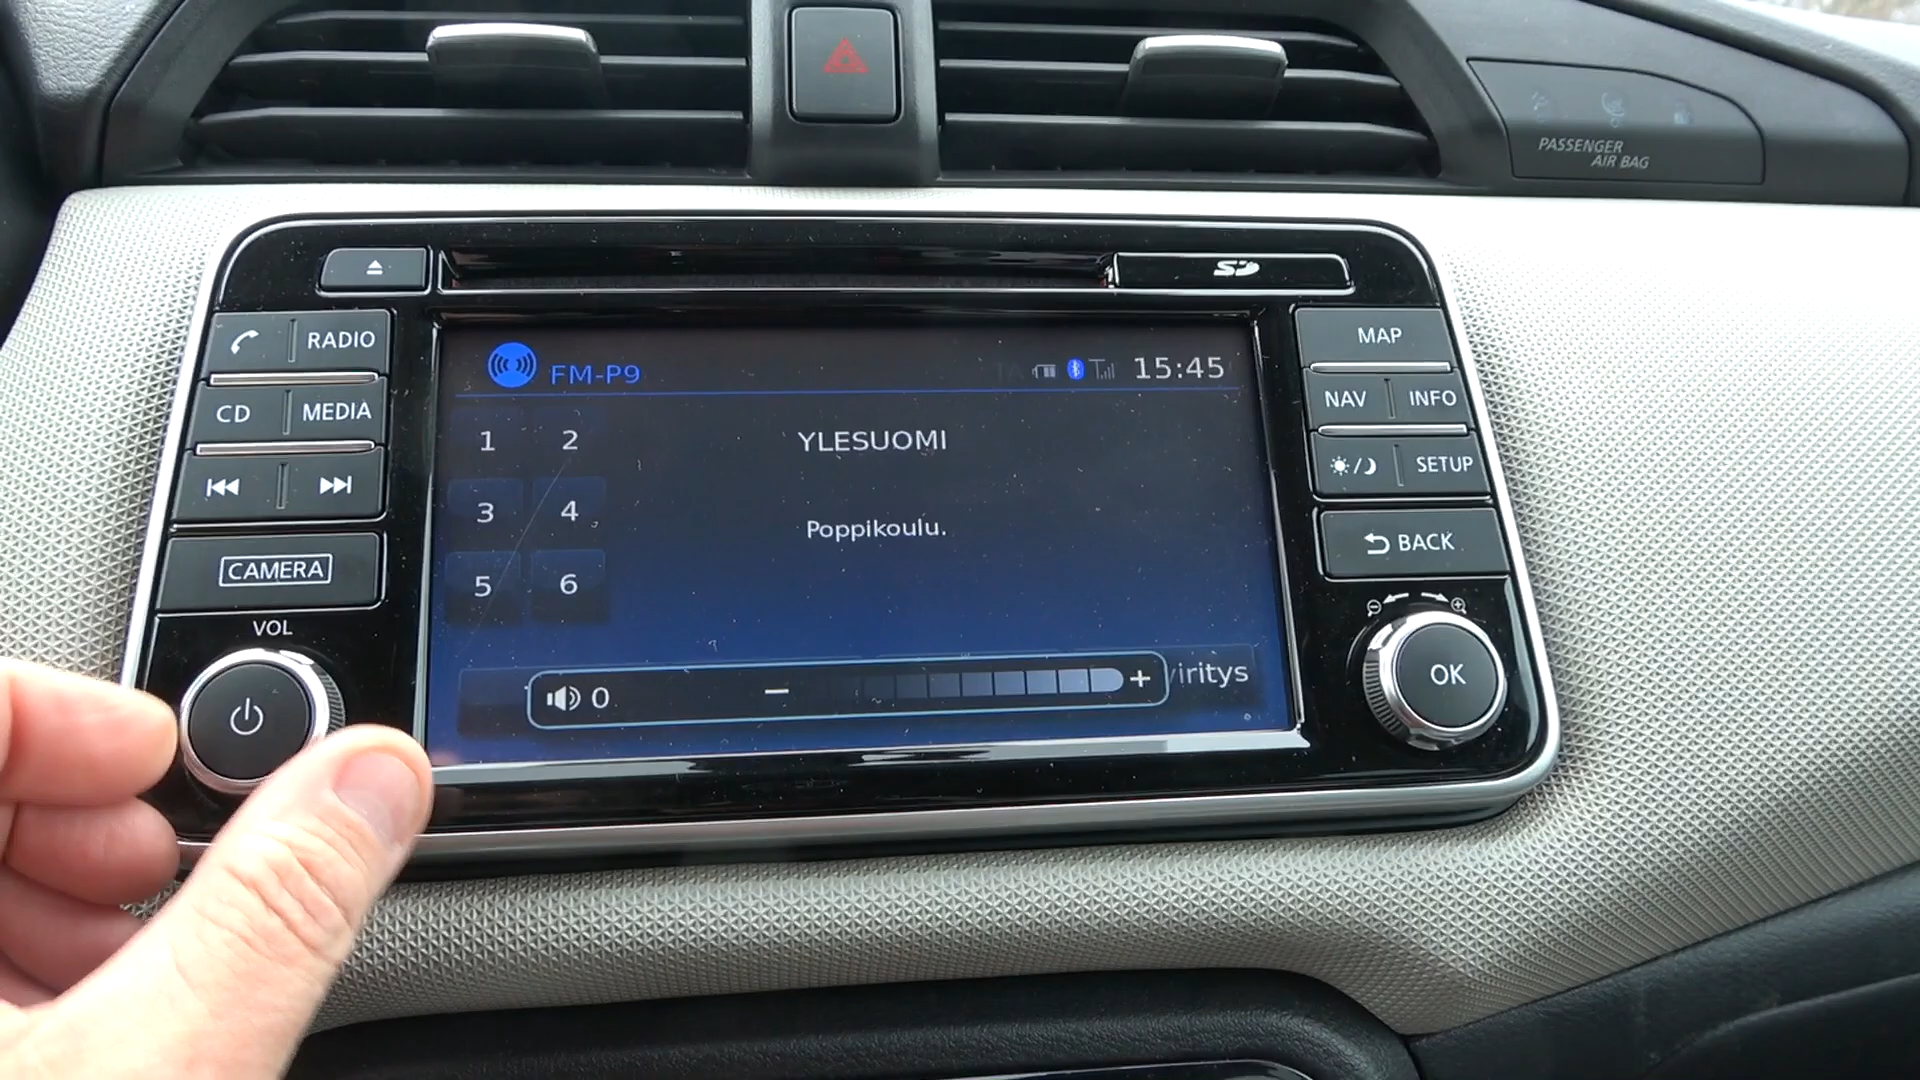 PASSENGER
AIR BAG
SD
RADIO
CD
MEDIA
CAMERA
VOL
FM-P9
TA
15:45
1
2
YLESUOMI
3
4
Poppikoulu.
5
6
0
−
+
MAP
NAV
INFO
SETUP
BACK
OK